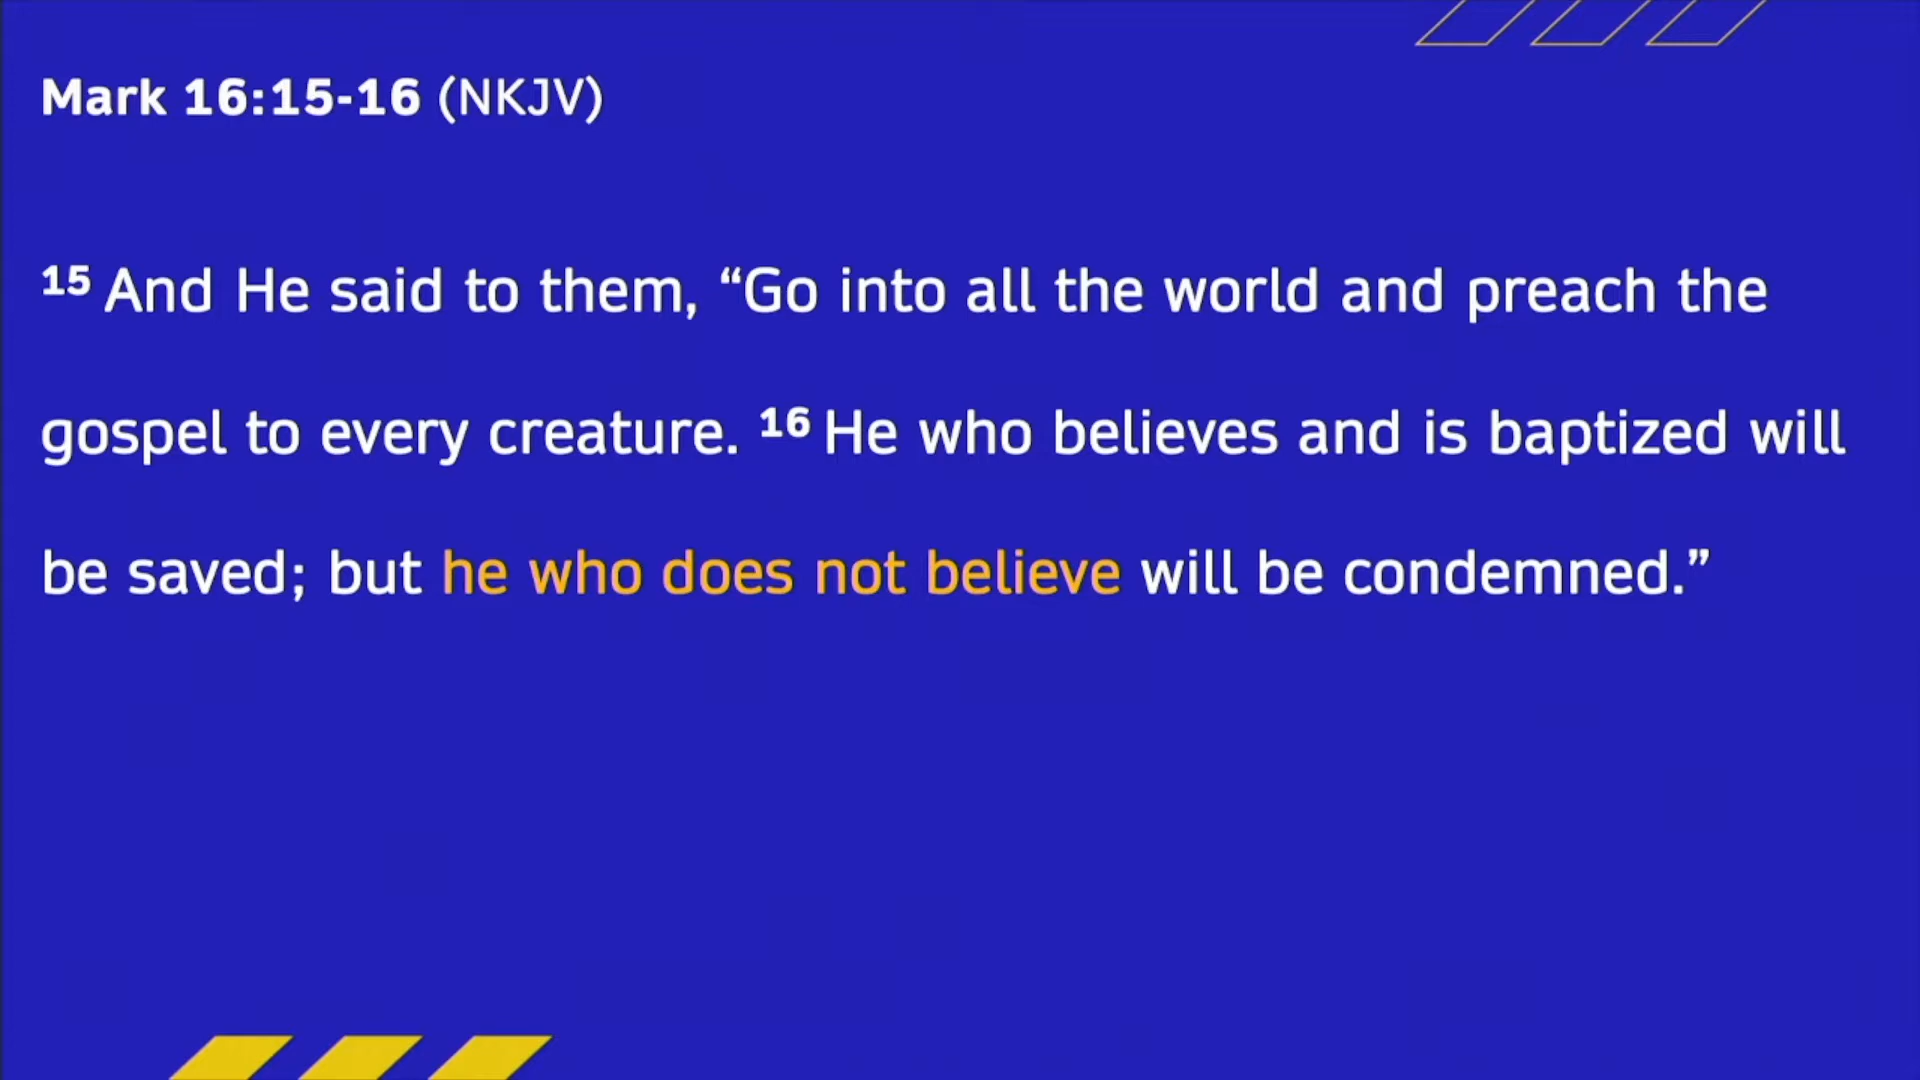 Mark 16:15-16 (NKJV)
15 And He said to them, “Go into all the world and preach the
gospel to every creature. 16 He who believes and is baptized will
be saved; but he who does not believe will be condemned.”